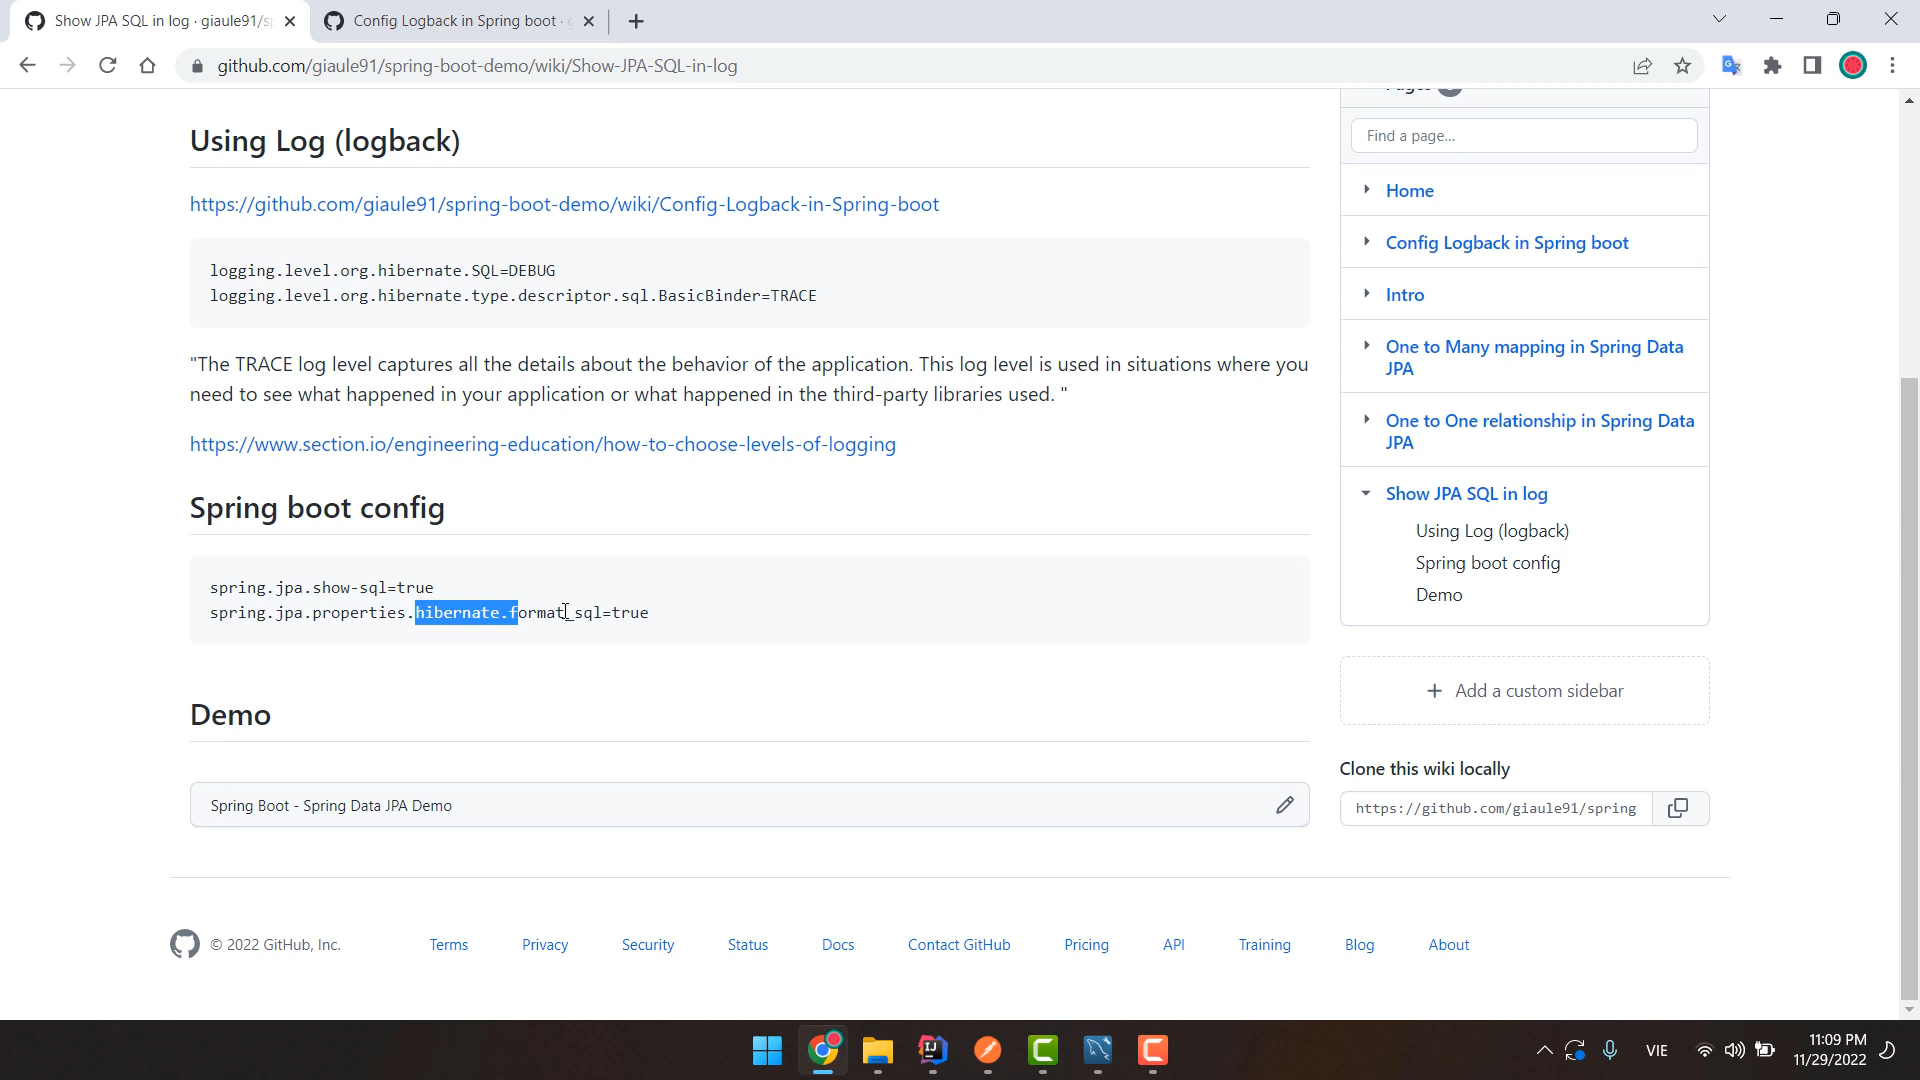 Show JPA SQL in log · giaule91/sp
Config Logback in Spring boot ·
github.com/giaule91/spring-boot-demo/wiki/Show-JPA-SQL-in-log
Using Log (logback)
https://github.com/giaule91/spring-boot-demo/wiki/Config-Logback-in-Spring-boot
logging.level.org.hibernate.SQL=DEBUG
logging.level.org.hibernate.type.descriptor.sql.BasicBinder=TRACE
"The TRACE log level captures all the details about the behavior of the application. This log level is used in situations where you
need to see what happened in your application or what happened in the third-party libraries used. "
https://www.section.io/engineering-education/how-to-choose-levels-of-logging
Spring boot config
spring.jpa.show-sql=true
spring.jpa.properties.hibernate.format_sql=true
Demo
Spring Boot - Spring Data JPA Demo
Find a page...
Home
Config Logback in Spring boot
Intro
One to Many mapping in Spring Data
JPA
One to One relationship in Spring Data
JPA
Show JPA SQL in log
Using Log (logback)
Spring boot config
Demo
+ Add a custom sidebar
Clone this wiki locally
https://github.com/giaule91/spring
© 2022 GitHub, Inc.
Terms
Privacy
Security
Status
Docs
Contact GitHub
Pricing
API
Training
Blog
About
VIE
11:09 PM
11/29/2022